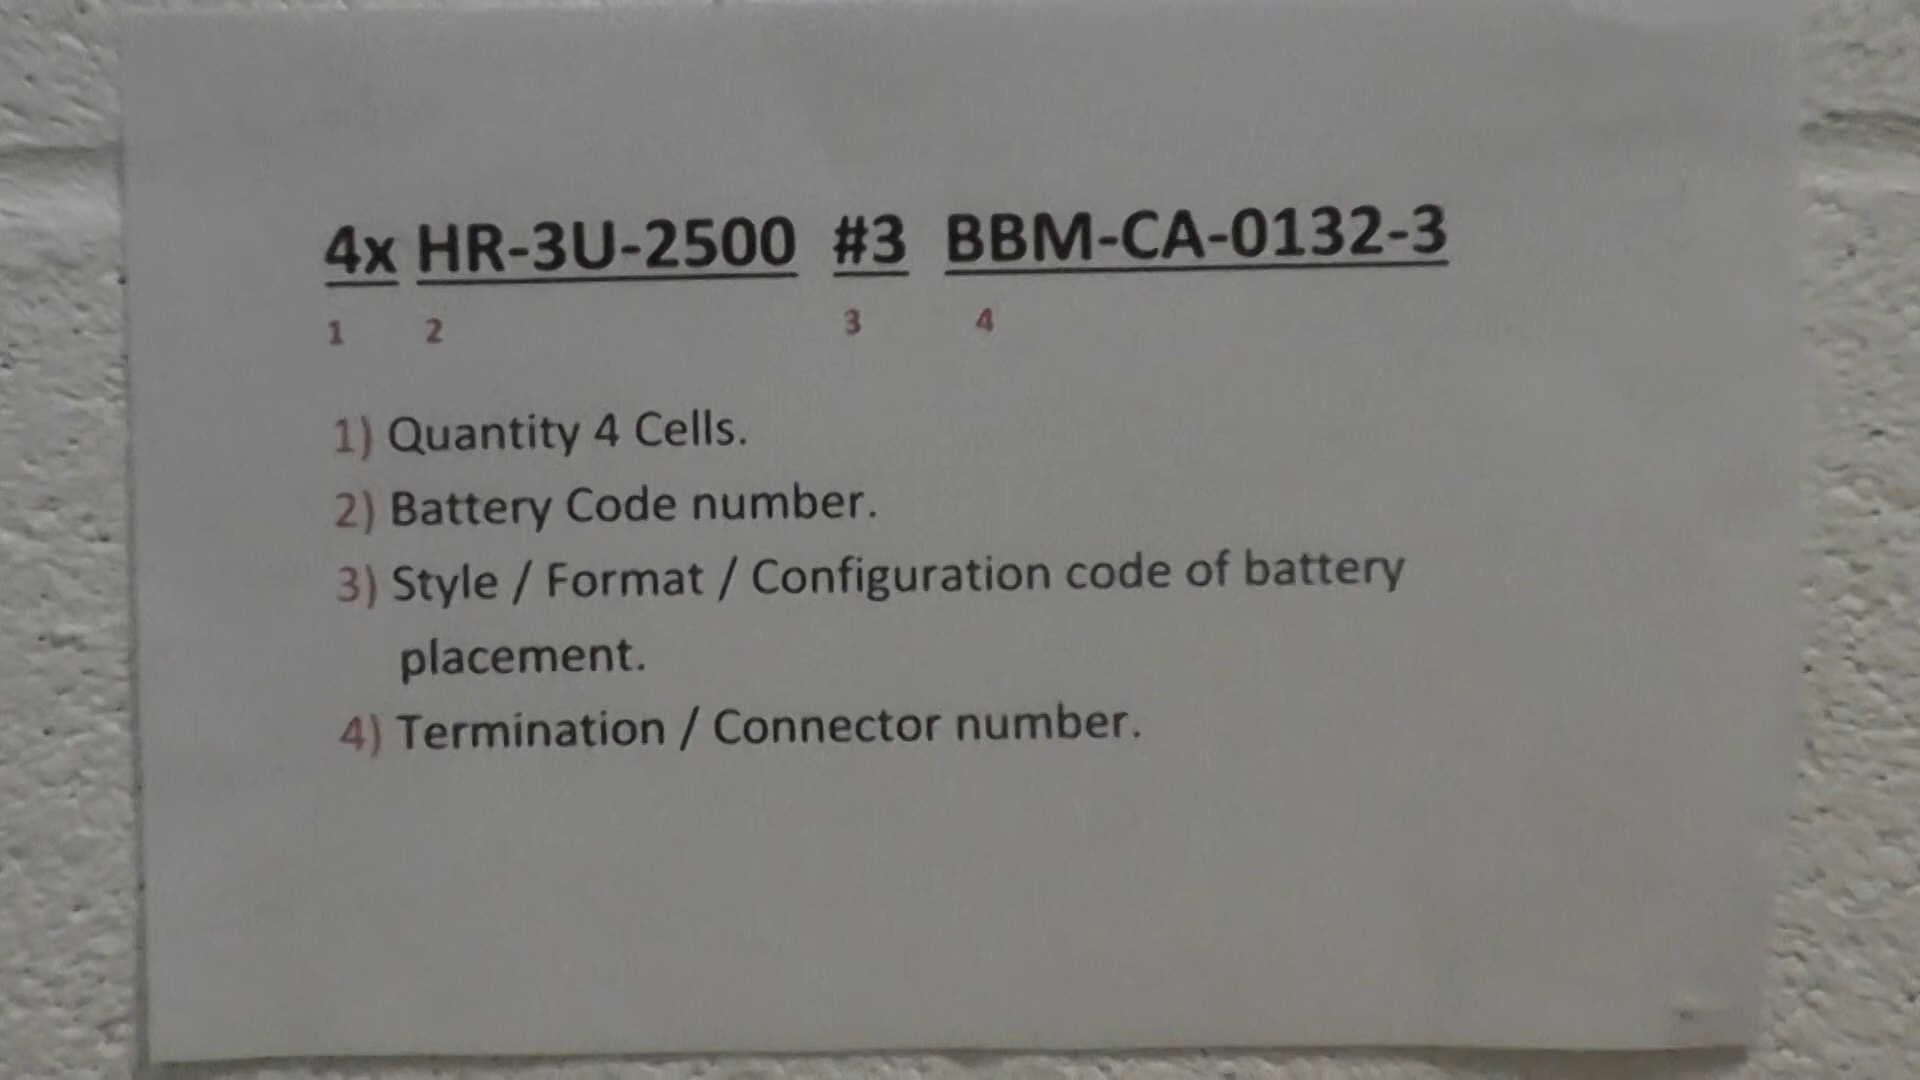 4x HR-3U-2500 #3 BBM-CA-0132-3
1 2 3 4
1) Quantity 4 Cells.
2) Battery Code number.
3) Style / Format / Configuration code of battery
placement.
4) Termination / Connector number.